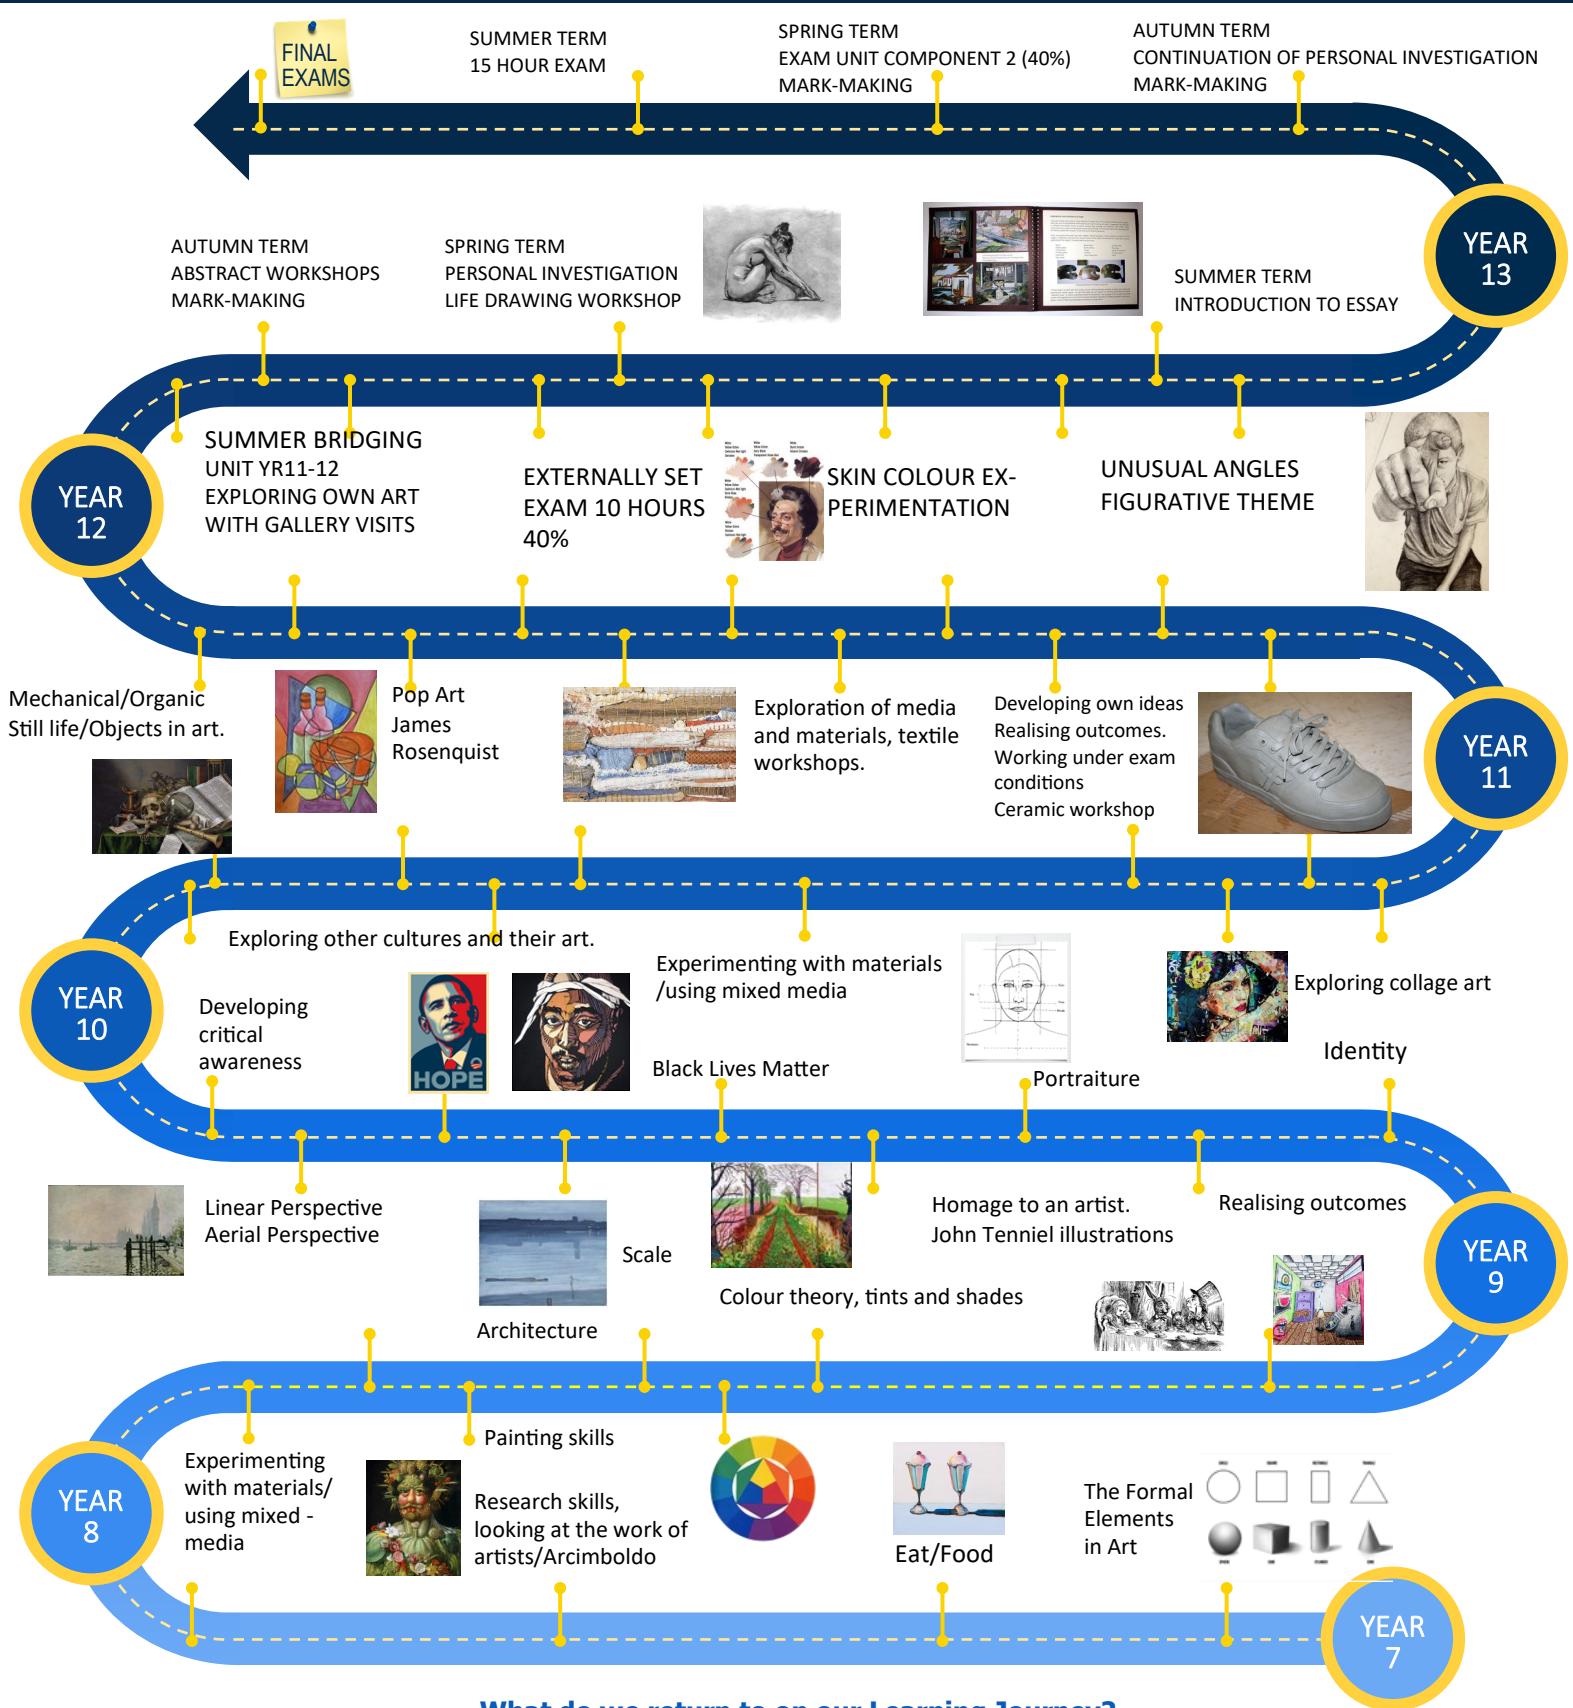 FINAL
EXAMS
SUMMER TERM
15 HOUR EXAM
SPRING TERM
EXAM UNIT COMPONENT 2 (40%)
MARK-MAKING
AUTUMN TERM
CONTINUATION OF PERSONAL INVESTIGATION
MARK-MAKING
YEAR
13
AUTUMN TERM
ABSTRACT WORKSHOPS
MARK-MAKING
SPRING TERM
PERSONAL INVESTIGATION
LIFE DRAWING WORKSHOP
SUMMER TERM
INTRODUCTION TO ESSAY
YEAR
12
SUMMER BRIDGING
UNIT YR11-12
EXPLORING OWN ART
WITH GALLERY VISITS
EXTERNALLY SET
EXAM 10 HOURS
40%
SKIN COLOUR EX-
PERIMENTATION
UNUSUAL ANGLES
FIGURATIVE THEME
Mechanical/Organic
Still life/Objects in art.
Pop Art
James
Rosenquist
Exploration of media
and materials, textile
workshops.
Developing own ideas
Realising outcomes.
Working under exam
conditions
Ceramic workshop
YEAR
11
YEAR
10
Exploring other cultures and their art.
Developing
critical
awareness
HOPE
Experimenting with materials
/using mixed media
Black Lives Matter
Portraiture
Exploring collage art
Identity
Linear Perspective
Aerial Perspective
Scale
Architecture
Colour theory, tints and shades
Homage to an artist.
John Tenniel illustrations
Realising outcomes
YEAR
9
YEAR
8
Experimenting
with materials/
using mixed -
media
Painting skills
Research skills,
looking at the work of
artists/Arcimboldo
Eat/Food
The Formal
Elements
in Art
YEAR
7
What do we return to on our Learning Journey?